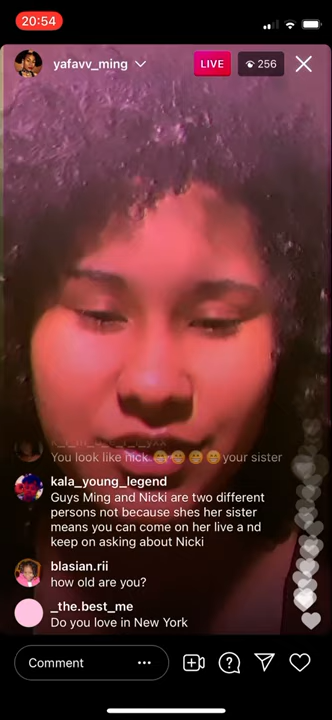 20:54
yafavv_ming
LIVE
256
You look like nick.😁😁😁😁your sister
kala_young_legend
Guys Ming and Nicki are two different
persons not because shes her sister
means you can come on her live a nd
keep on asking about Nicki
blasian.rii
how old are you?
_the.best_me
Do you love in New York
Comment